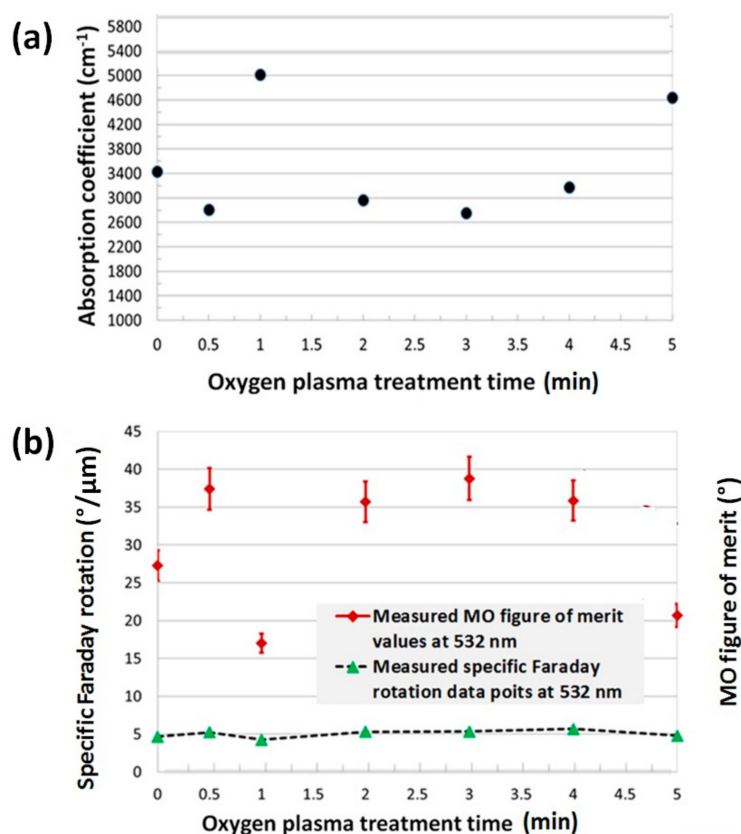 (a)
Absorption coefficient (cm⁻¹)
5800
5400
5000
4600
4200
3800
3400
3000
2600
2200
1800
1400
1000
0 0.5 1 1.5 2 2.5 3 3.5 4 4.5 5
Oxygen plasma treatment time (min)
(b)
Specific Faraday rotation (°/μm)
45
40
35
30
25
20
15
10
5
0
Measured MO figure of merit
values at 532 nm
Measured specific Faraday
rotation data poits at 532 nm
MO figure of merit (°)
0 0.5 1 1.5 2 2.5 3 3.5 4 4.5 5
Oxygen plasma treatment time (min)